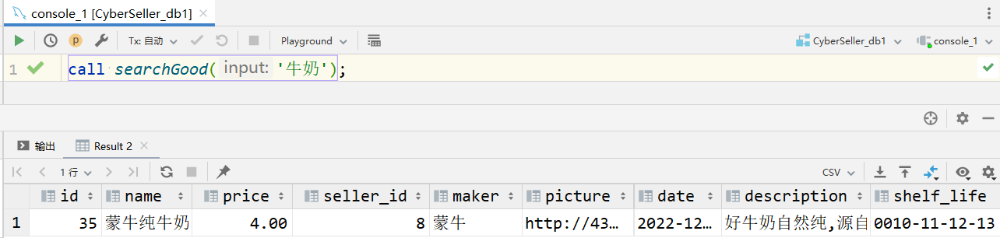 console_1 [CyberSeller_db1]
p Tx: 自动 Playground CyberSeller_db1 console_1
1 call searchGood( input: '牛奶');
输出 Result 2
1 行 CSV
id name price seller_id maker picture date description shelf_life
1 35 蒙牛纯牛奶 4.00 8 蒙牛 http://43… 2022-12… 好牛奶自然纯,源自 0010-11-12-13